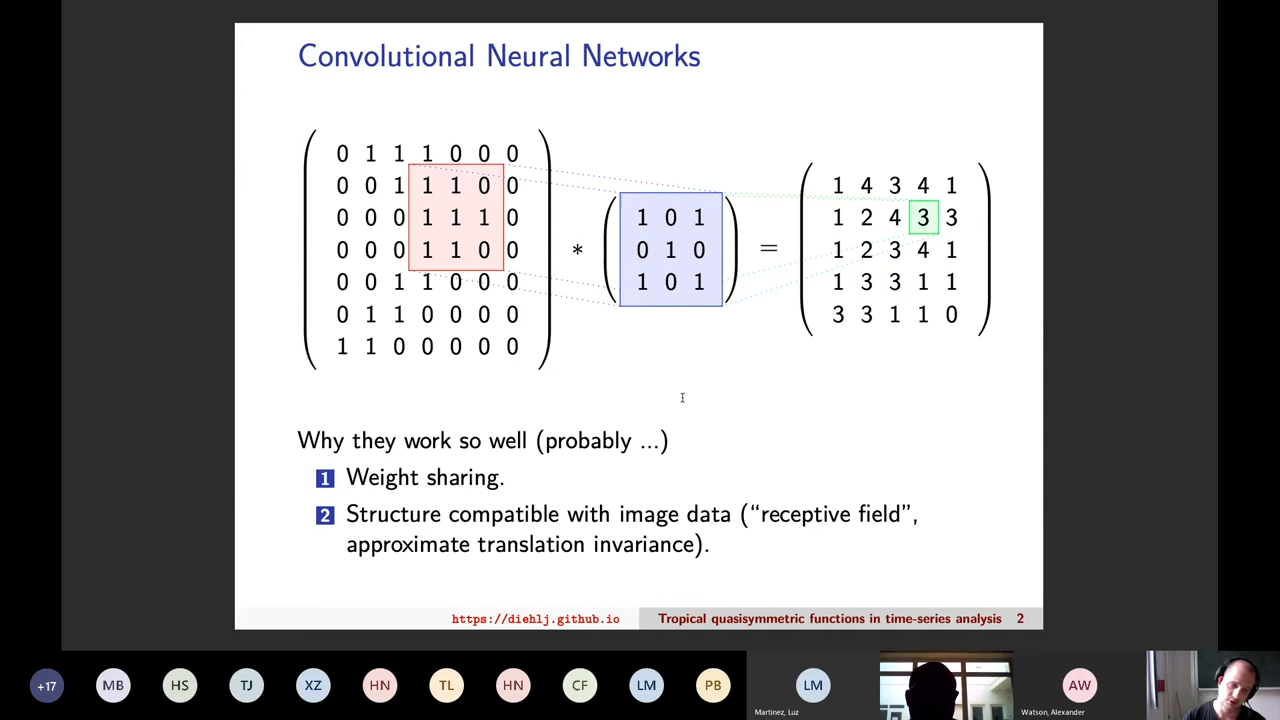 Convolutional Neural Networks
0 1 1 1 0 0 0
0 0 1 1 1 0 0
0 0 0 1 1 1 0
0 0 0 1 1 0 0
0 0 1 1 0 0 0
0 1 1 0 0 0 0
1 1 0 0 0 0 0
*
1 0 1
0 1 0
1 0 1
=
1 4 3 4 1
1 2 4 3 3
1 2 3 4 1
1 3 3 1 1
3 3 1 1 0
Why they work so well (probably ...)
1 Weight sharing.
2 Structure compatible with image data (“receptive field”,
approximate translation invariance).
https://diehlj.github.io Tropical quasisymmetric functions in time-series analysis 2
+17 MB HS TJ XZ HN TL HN CF LM PB LM AW
Martinez, Luz Watson, Alexander